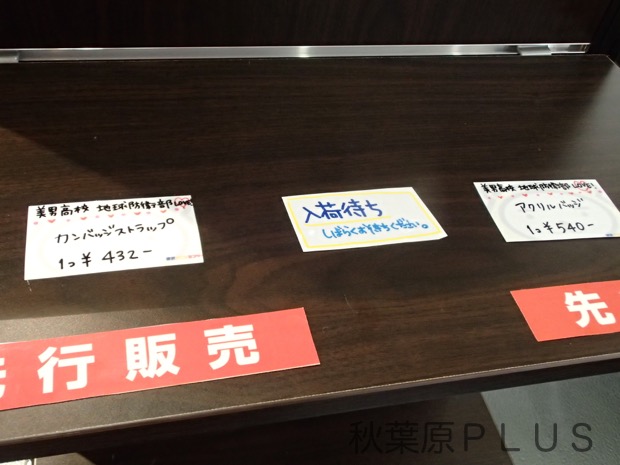 美男高校 地球防衛部LOVE!
カンバッジストラップ
1コ ¥ 432-
入荷待ち
しばらくお待ちください。
美男高校 地球防衛部LOVE!
アクリルバッジ
1コ ¥540-
先行販売
先
秋葉原PLUS